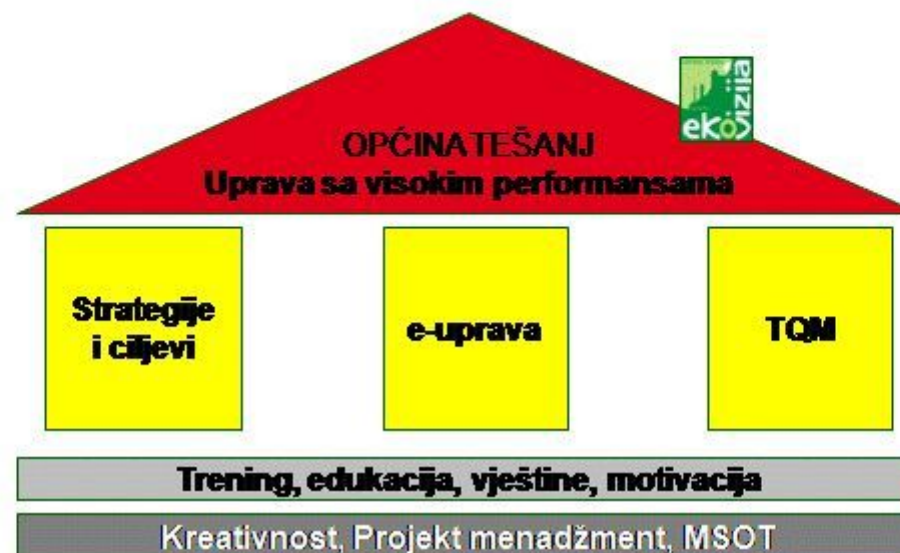 OPĆINA TEŠANJ
Uprava sa visokim performansama
eko
vizija
Strategije
i ciljevi
e-uprava
TQM
Trening, edukacija, vještine, motivacija
Kreativnost, Projekt menadžment, MSOT